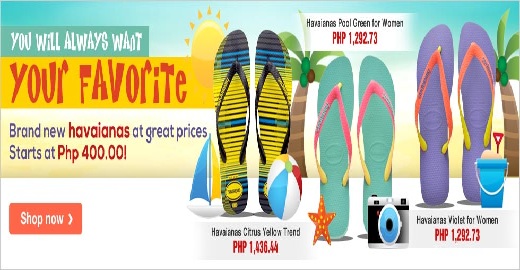 YOU WILL ALWAYS WANT
YOUR FAVORITE
Brand new havaianas at great prices
Starts at Php 400.00!
Shop now >
Havaianas Pool Green for Women
PHP 1,292.73
Havaianas Citrus Yellow Trend
PHP 1,436.44
Havaianas Violet for Women
PHP 1,292.73